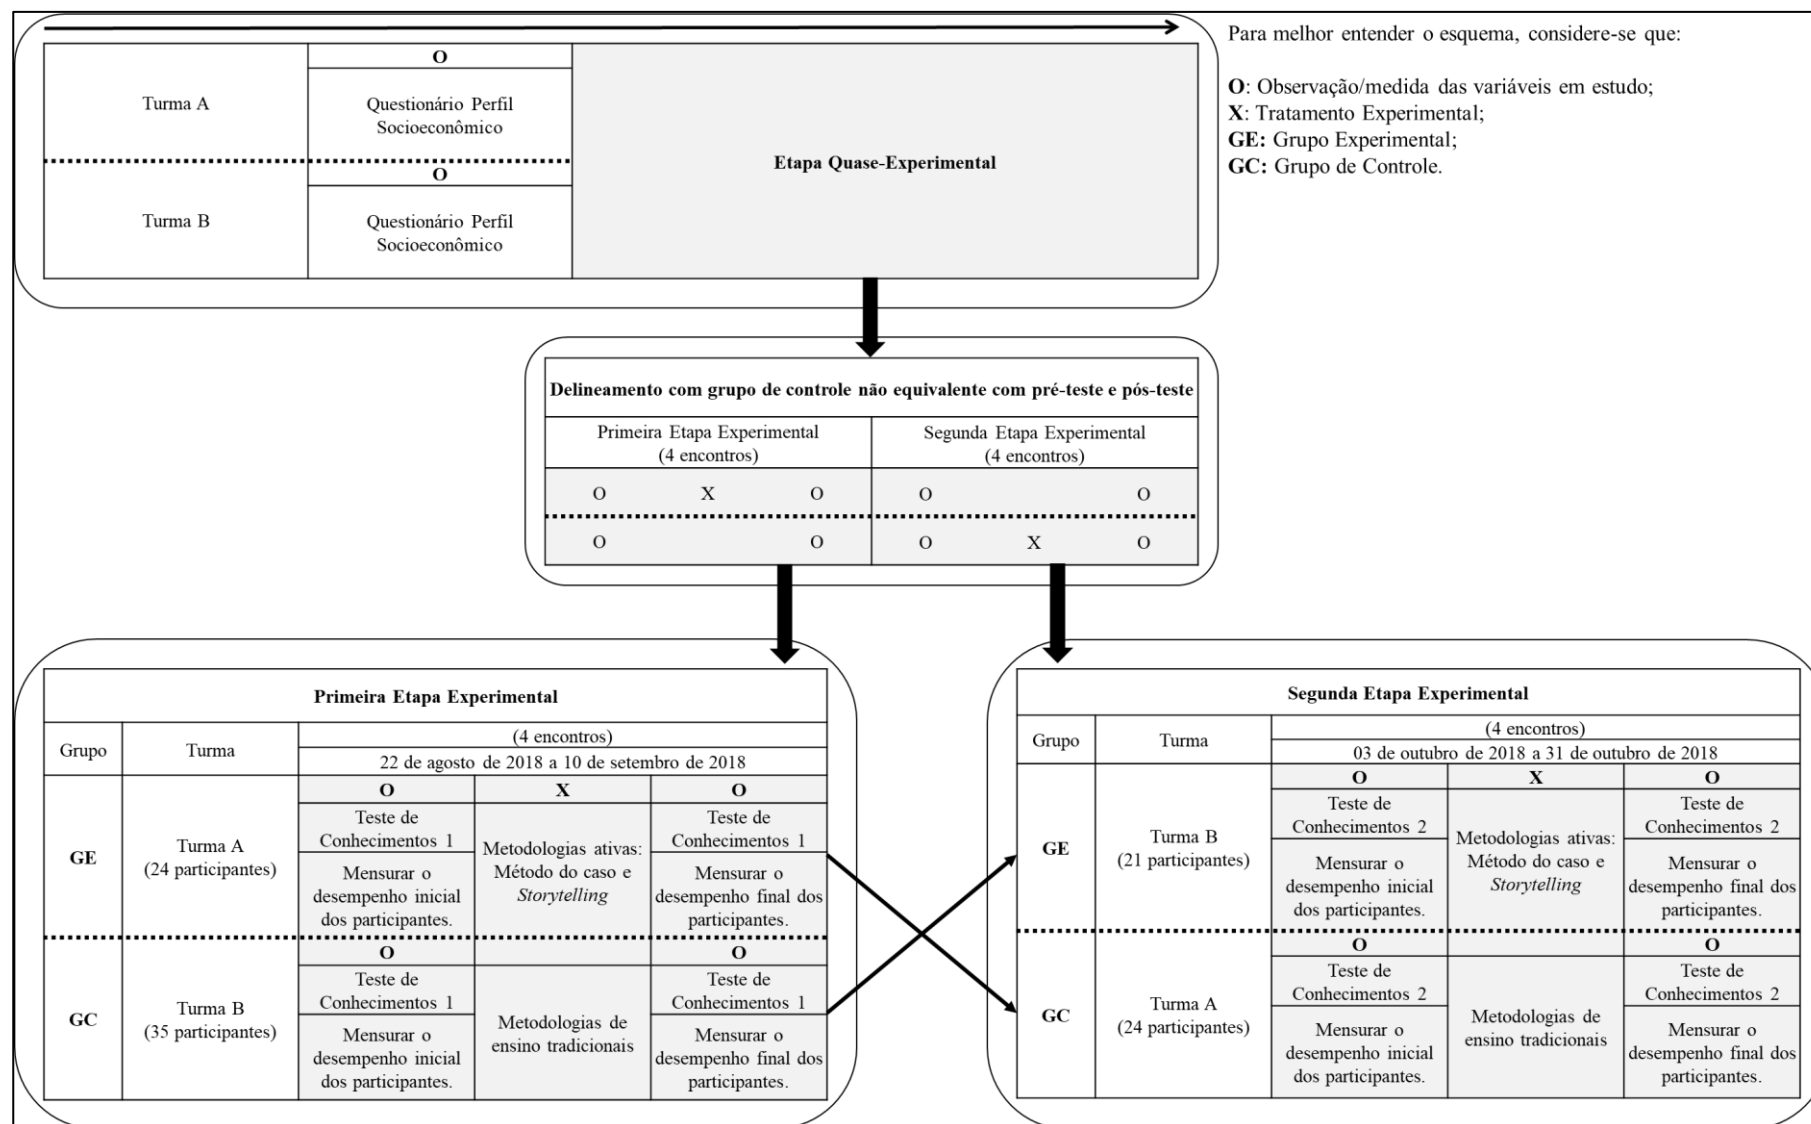 Para melhor entender o esquema, considere-se que:
O: Observação/medida das variáveis em estudo;
X: Tratamento Experimental;
GE: Grupo Experimental;
GC: Grupo de Controle.
Turma A
O
Questionário Perfil
Socioeconômico
Turma B
O
Questionário Perfil
Socioeconômico
Etapa Quase-Experimental
Delineamento com grupo de controle não equivalente com pré-teste e pós-teste
Primeira Etapa Experimental
(4 encontros)
Segunda Etapa Experimental
(4 encontros)
O X O O O
O O O X O
Primeira Etapa Experimental
Grupo
Turma
(4 encontros)
22 de agosto de 2018 a 10 de setembro de 2018
GE
Turma A
(24 participantes)
O
Teste de
Conhecimentos 1
Mensurar o
desempenho inicial
dos participantes.
X
Metodologias ativas:
Método do caso e
Storytelling
O
Teste de
Conhecimentos 1
Mensurar o
desempenho final dos
participantes.
GC
Turma B
(35 participantes)
O
Teste de
Conhecimentos 1
Mensurar o
desempenho inicial
dos participantes.
Metodologias de
ensino tradicionais
O
Teste de
Conhecimentos 1
Mensurar o
desempenho final dos
participantes.
Segunda Etapa Experimental
Grupo
Turma
(4 encontros)
03 de outubro de 2018 a 31 de outubro de 2018
GE
Turma B
(21 participantes)
O
Teste de
Conhecimentos 2
Mensurar o
desempenho inicial
dos participantes.
X
Metodologias ativas:
Método do caso e
Storytelling
O
Teste de
Conhecimentos 2
Mensurar o
desempenho final dos
participantes.
GC
Turma A
(24 participantes)
O
Teste de
Conhecimentos 2
Mensurar o
desempenho inicial
dos participantes.
Metodologias de
ensino tradicionais
O
Teste de
Conhecimentos 2
Mensurar o
desempenho final dos
participantes.